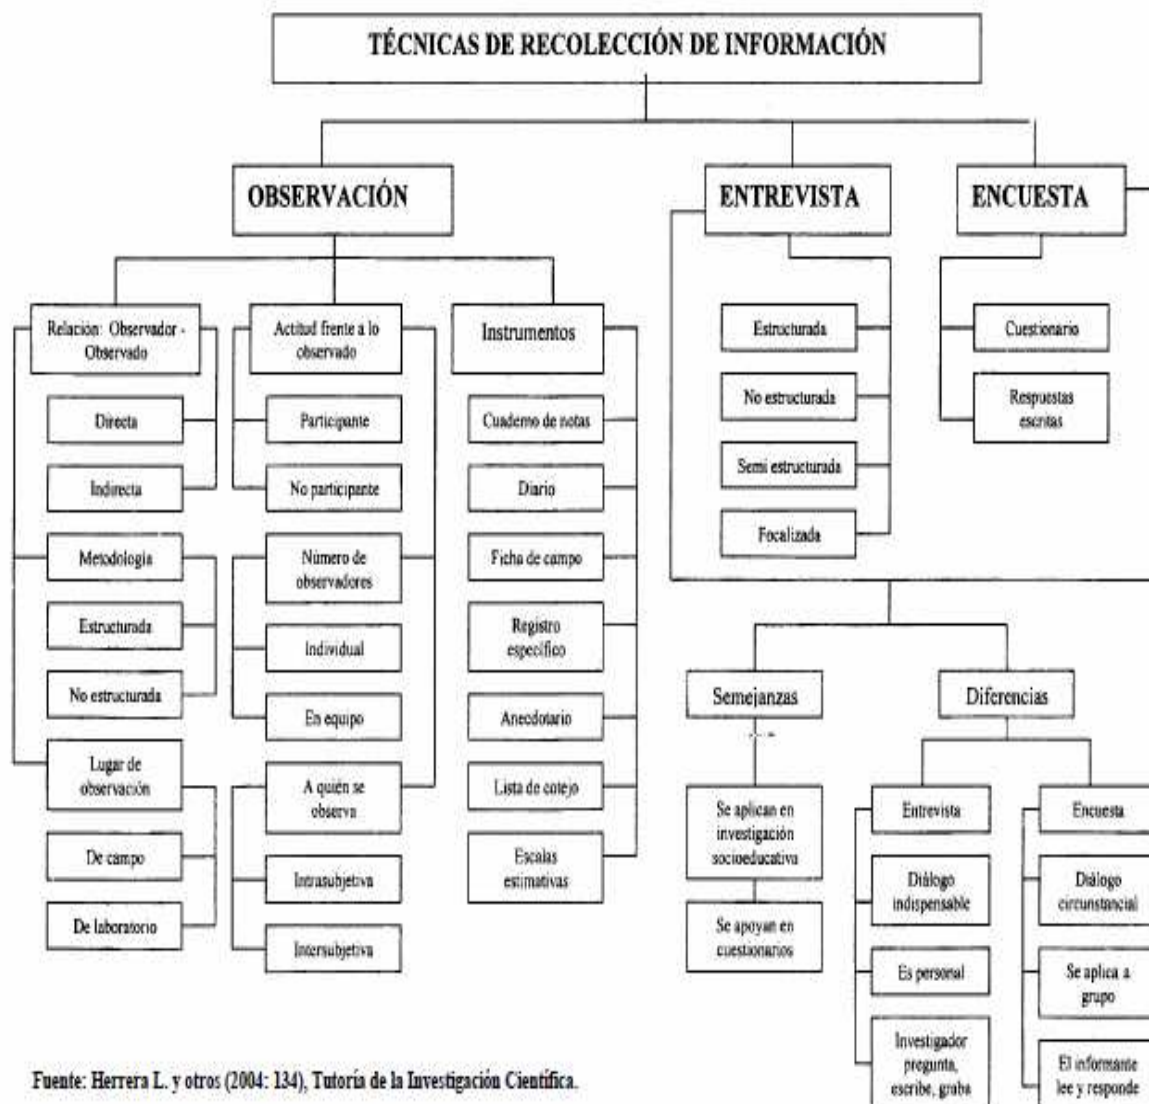 TÉCNICAS DE RECOLECCIÓN DE INFORMACIÓN
OBSERVACIÓN
Relación: Observador -
Observado
Directa
Indirecta
Metodología
Estructurada
No estructurada
Lugar de
observación
De campo
De laboratorio
Actitud frente a lo
observado
Participante
No participante
Número de
observadores
Individual
En equipo
A quién se
observa
Intrasubjetiva
Intersubjetiva
Instrumentos
Cuaderno de notas
Diario
Ficha de campo
Registro
específico
Anecdotario
Lista de cotejo
Escalas
estimativas
ENTREVISTA
Estructurada
No estructurada
Semi estructurada
Focalizada
ENCUESTA
Cuestionario
Respuestas
escritas
Semejanzas
Se aplican en
investigación
socioeducativa
Se apoyan en
cuestionarios
Diferencias
Entrevista
Diálogo
indispensable
Es personal
Investigador
pregunta,
escribe, graba
Encuesta
Diálogo
circunstancial
Se aplica a
grupo
El informante
lee y responde
Fuente: Herrera L. y otros (2004: 134), Tutoría de la Investigación Científica.